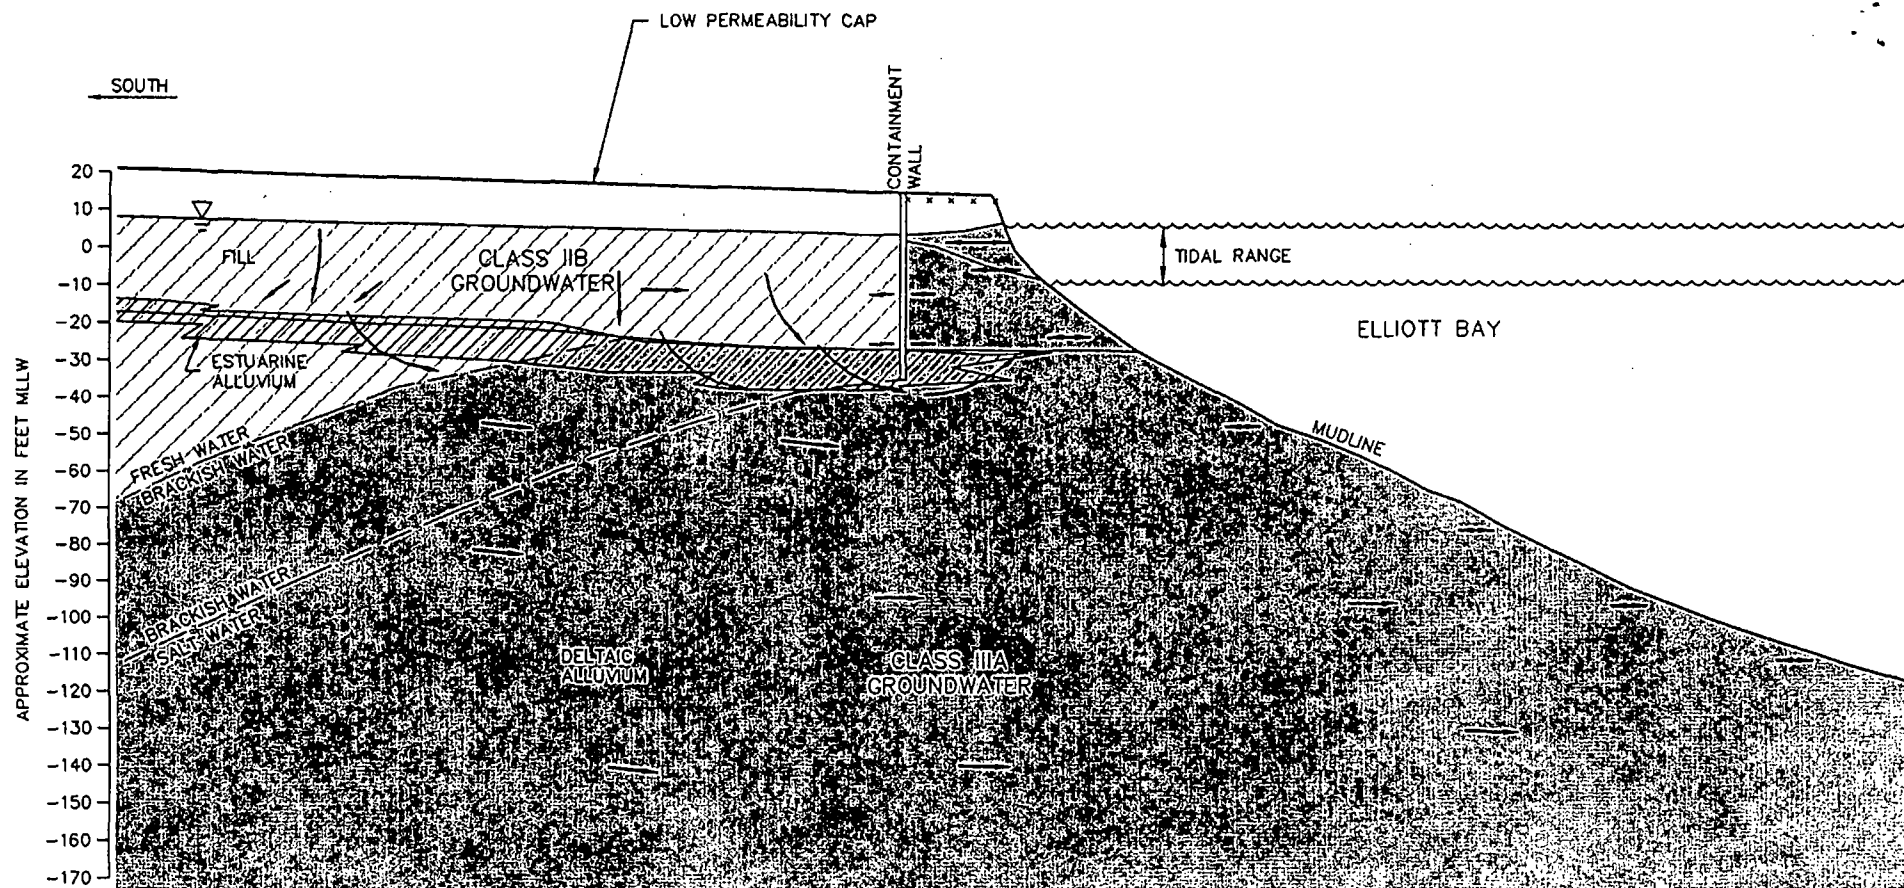 LOW PERMEABILITY CAP
SOUTH
CONTAINMENT
WALL
20
10
0
-10
-20
-30
-40
-50
-60
-70
-80
-90
-100
-110
-120
-130
-140
-150
-160
-170
APPROXIMATE ELEVATION IN FEET MLLW
FILL
CLASS IIB
GROUNDWATER
TIDAL RANGE
ELLIOTT BAY
ESTUARINE
ALLUVIUM
MUDLINE
FRESH WATER
BRACKISH WATER
BRACKISH WATER
SALT WATER
DELTAIC
ALLUVIUM
CLASS IIIA
GROUNDWATER